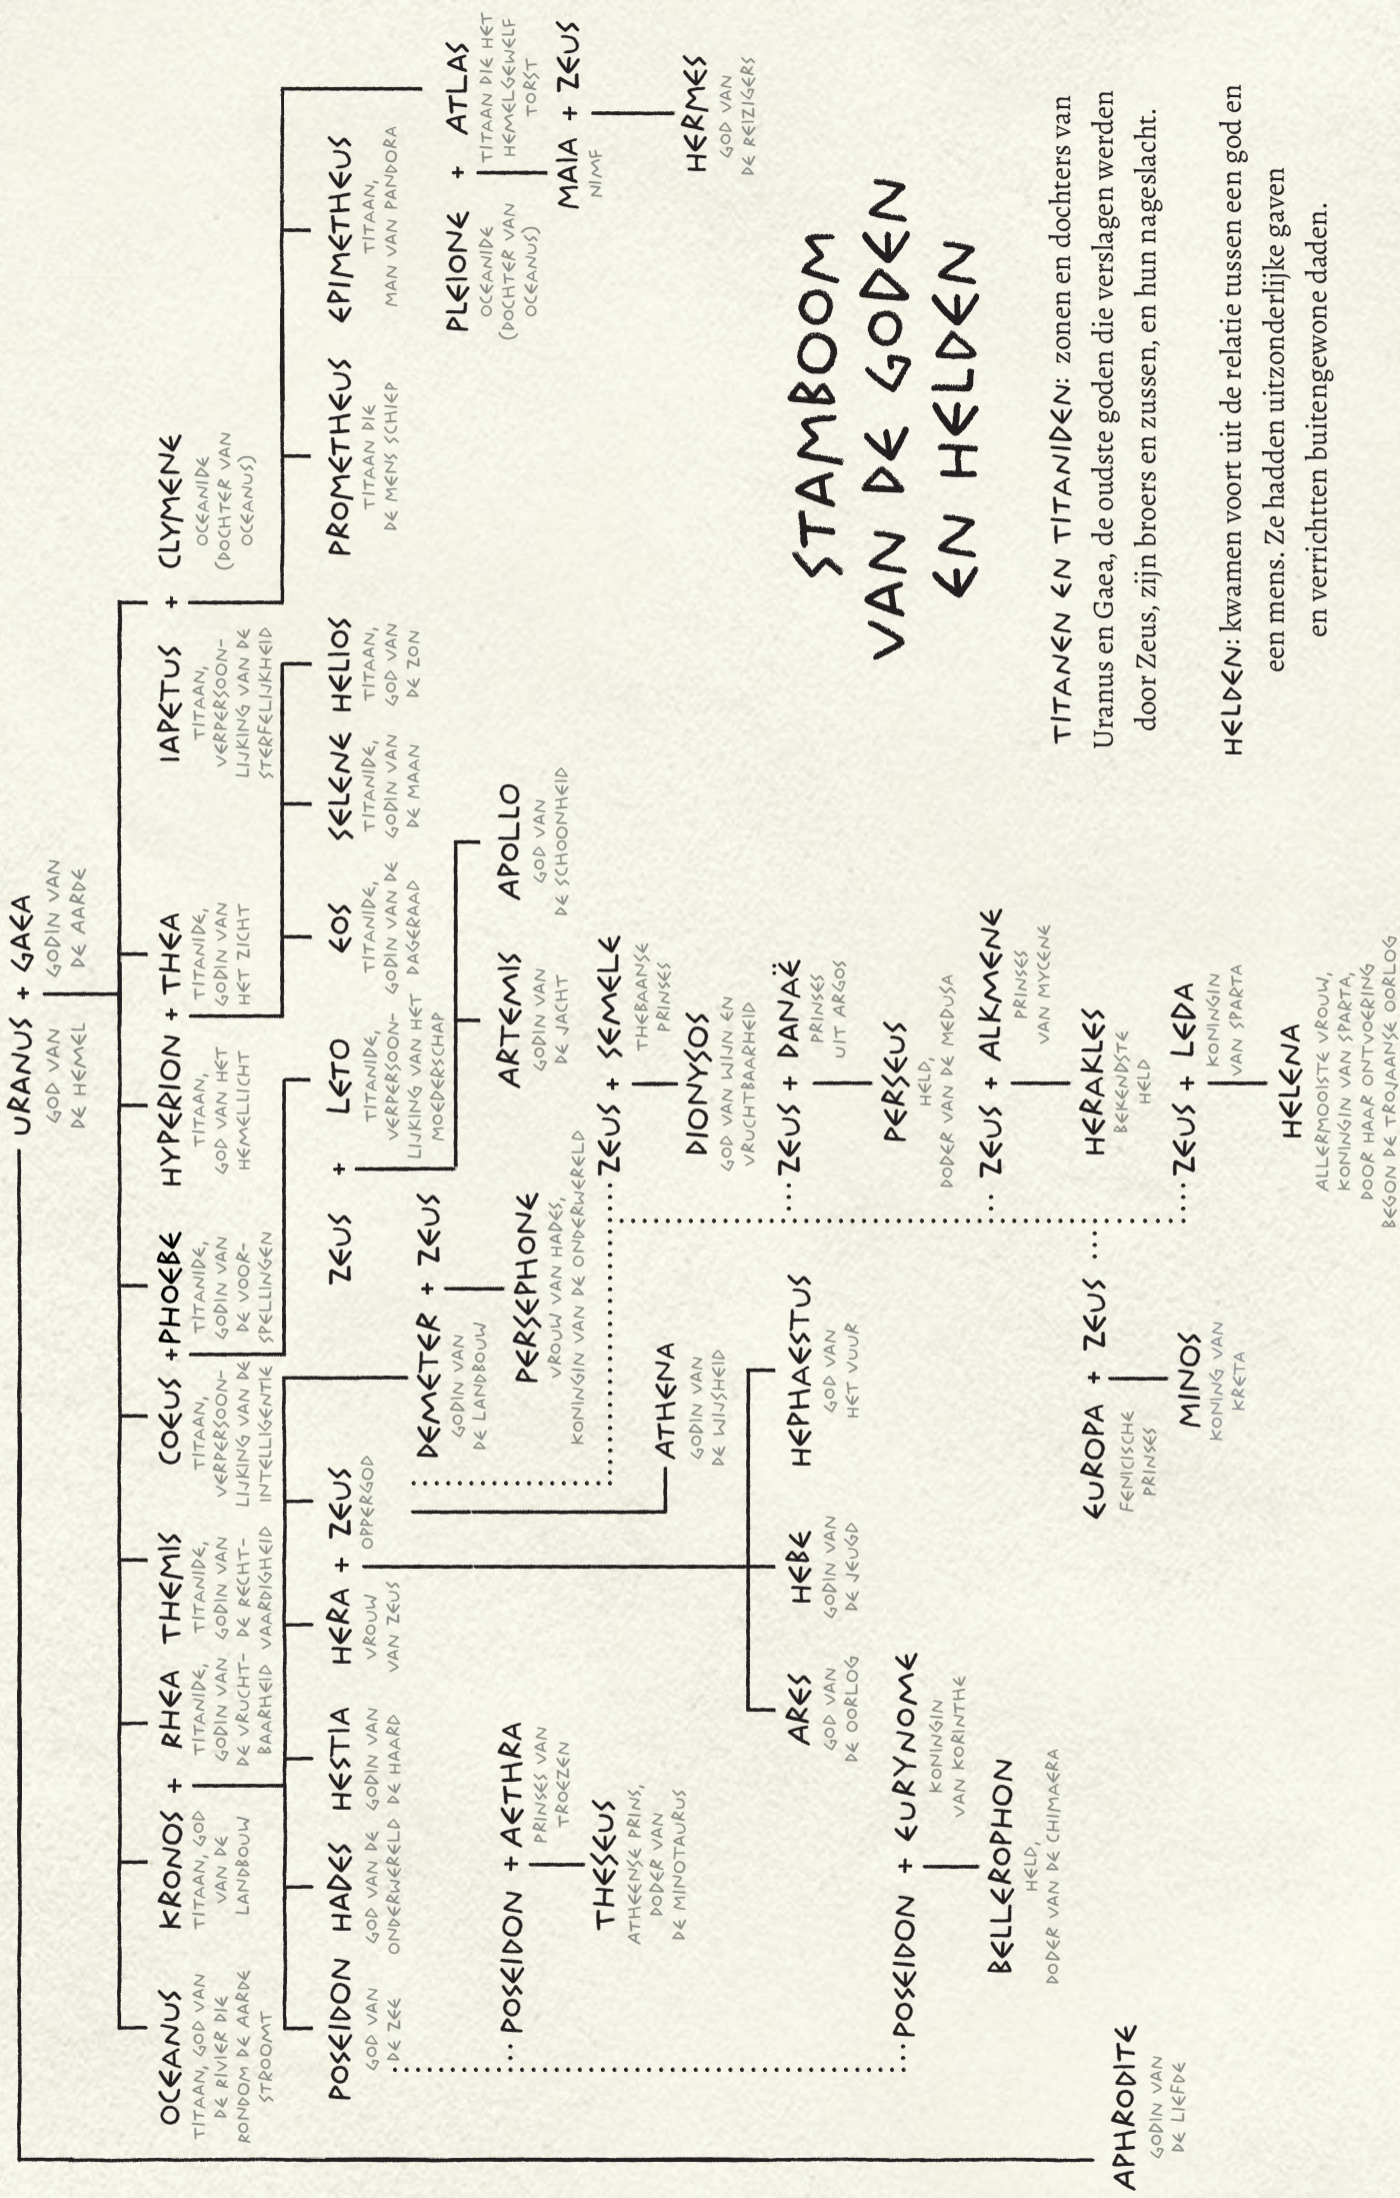 URANUS + GAEA
GOD VAN
DE HEMEL
GODIN VAN
DE AARDE
OCEANUS
TITAAN, GOD VAN
DE RIVIER DIE
RONDOM DE AARDE
STROOMT
KRONOS +
TITAAN, GOD
VAN DE
LANDBOUW
RHEA
TITANIDE,
GODIN VAN
DE VRUCHT-
BAARHEID
THEMIS
TITANIDE,
GODIN VAN
DE RECHT-
VAARDIGHEID
COEUS +
TITAAN,
VERPERSOON-
LIJKING VAN DE
INTELLIGENTIE
PHOEBE
TITANIDE,
GODIN VAN
DE VOOR-
SPELLINGEN
HYPERION +
TITAAN,
GOD VAN HET
HEMELLICHT
THEA
TITANIDE,
GODIN VAN
HET ZICHT
IAPETUS +
TITAAN,
VERPERSOON-
LIJKING VAN DE
STERFELIJKHEID
CLYMENE
OCEANIDE
(DOCHTER VAN
OCEANUS)
POSEIDON
GOD VAN
DE ZEE
HADES
GOD VAN DE
ONDERWERELD
HESTIA
GODIN VAN
DE HAARD
HERA +
VROUW
VAN ZEUS
ZEUS
OPPERGOD
ZEUS +
LETO
TITANIDE,
VERPERSOON-
LIJKING VAN HET
MOEDERSCHAP
EOS
TITANIDE,
GODIN VAN DE
DAGERAAD
SELENE
TITANIDE,
GODIN VAN
DE MAAN
HELIOS
TITAAN,
GOD VAN
DE ZON
PROMETHEUS
TITAAN DIE
DE MENS SCHIEP
EPIMETHEUS
TITAAN,
MAN VAN PANDORA
DEMETER + ZEUS
GODIN VAN
DE LANDBOUW
PERSEPHONE
VROUW VAN HADES,
KONINGIN VAN DE ONDERWERELD
PLEIONE +
OCEANIDE
(DOCHTER VAN
OCEANUS)
ATLAS
TITAAN DIE HET
HEMELGEWELF
TORST
MAIA + ZEUS
NIMF
HERMES
GOD VAN
DE REIZIGERS
ARTEMIS
GODIN VAN
DE JACHT
APOLLO
GOD VAN
DE SCHOONHEID
POSEIDON + AETHRA
PRINSES VAN
TROEZEN
THESEUS
ATHEENSE PRINS,
DODER VAN
DE MINOTAURUS
ATHENA
GODIN VAN
DE WIJSHEID
ZEUS + SEMELE
THEBAANSE
PRINSES
DIONYSOS
GOD VAN WIJN EN
VRUCHTBAARHEID
ARES
GOD VAN
DE OORLOG
HEBE
GODIN VAN
DE JEUGD
HEPHAESTUS
GOD VAN
HET VUUR
ZEUS + DANAË
PRINSES
UIT ARGOS
PERSEUS
HELD,
DODER VAN DE MEDUSA
POSEIDON + EURYNOME
KONINGIN
VAN KORINTHE
BELLEROPHON
HELD,
DODER VAN DE CHIMAERA
ZEUS + ALKMENE
PRINSES
VAN MYCENE
HERAKLES
BEKENDSTE
HELD
EUROPA + ZEUS
FENICISCHE
PRINSES
MINOS
KONING VAN
KRETA
ZEUS + LEDA
KONINGIN
VAN SPARTA
HELENA
ALLERMOOISTE VROUW,
KONINGIN VAN SPARTA,
DOOR HAAR ONTVOERING
BEGON DE TROJAANSE OORLOG
APHRODITE
GODIN VAN
DE LIEFDE
STAMBOOM
VAN DE GODEN
EN HELDEN
TITANEN EN TITANIDEN: zonen en dochters van
Uranus en Gaea, de oudste goden die verslagen werden
door Zeus, zijn broers en zussen, en hun nageslacht.
HELDEN: kwamen voort uit de relatie tussen een god en
een mens. Ze hadden uitzonderlijke gaven
en verrichtten buitengewone daden.